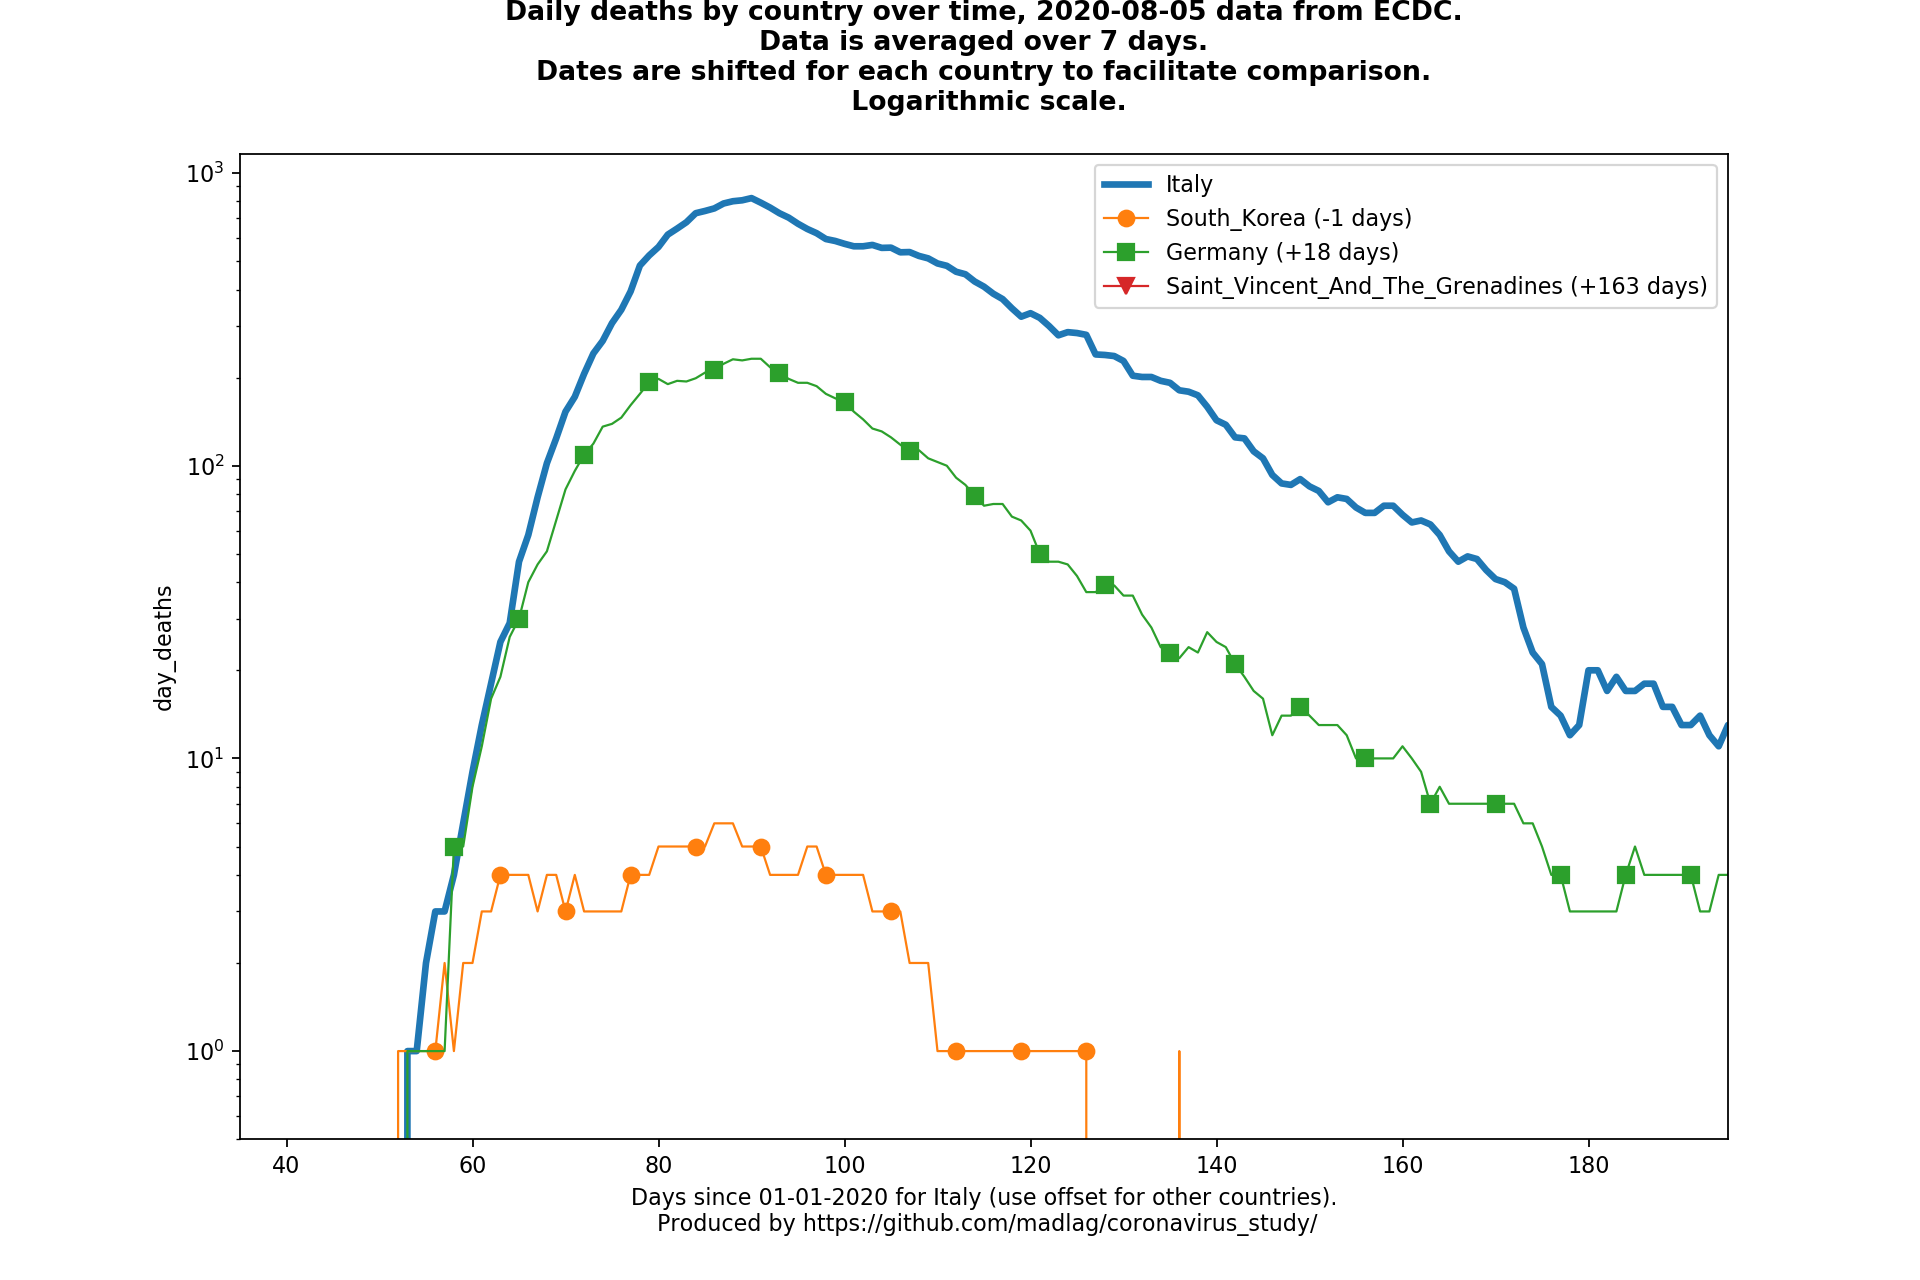 Daily deaths by country over time, 2020-08-05 data from ECDC.
Data is averaged over 7 days.
Dates are shifted for each country to facilitate comparison.
Logarithmic scale.
10³
Italy
South_Korea (-1 days)
Germany (+18 days)
Saint_Vincent_And_The_Grenadines (+163 days)
10²
day_deaths
10¹
10⁰
40 60 80 100 120 140 160 180
Days since 01-01-2020 for Italy (use offset for other countries).
Produced by https://github.com/madlag/coronavirus_study/